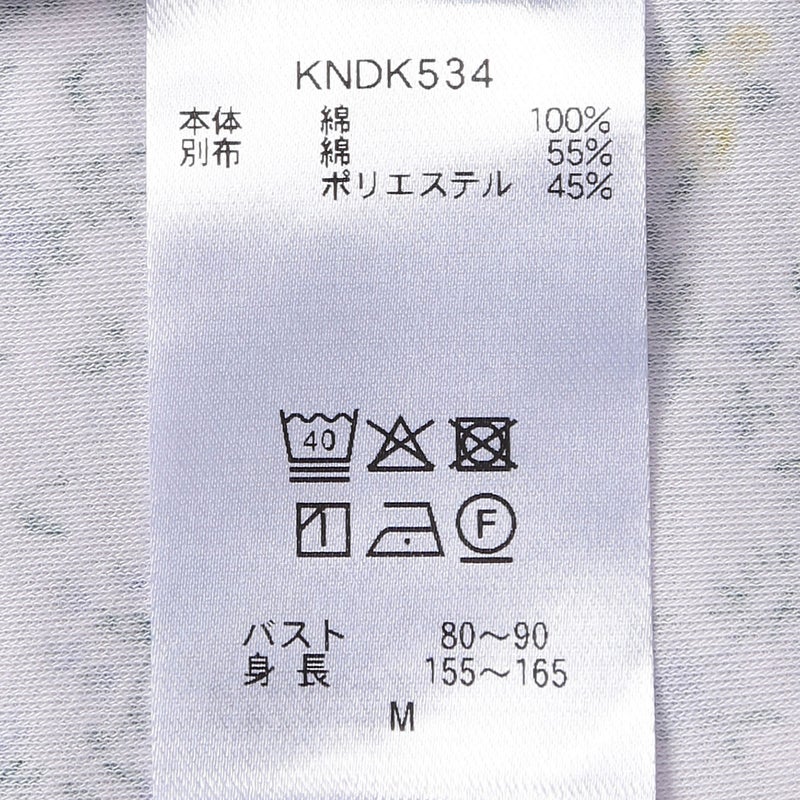 KNDK534
本体 綿 100%
別布 綿 55%
ポリエステル 45%
40
F
バスト 80～90
身長 155～165
M